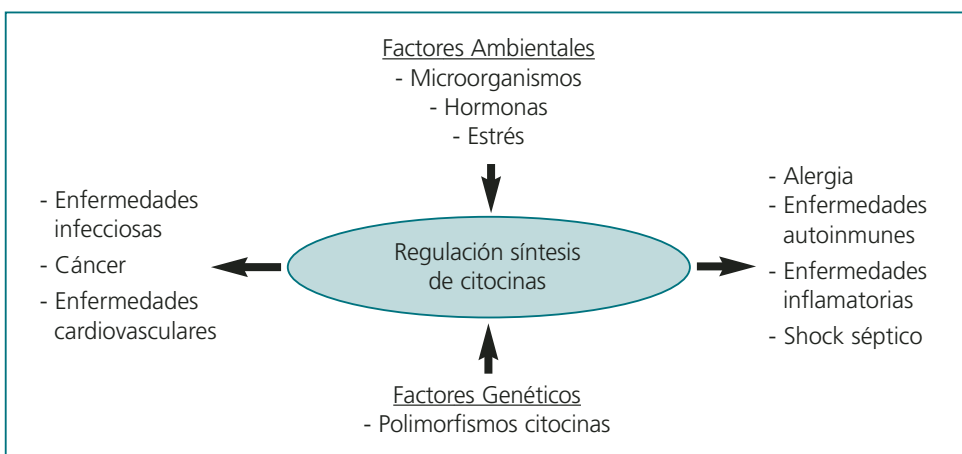 Factores Ambientales
- Microorganismos
- Hormonas
- Estrés
- Enfermedades
infecciosas
- Cáncer
- Enfermedades
cardiovasculares
Regulación síntesis
de citocinas
- Alergia
- Enfermedades
autoinmunes
- Enfermedades
inflamatorias
- Shock séptico
Factores Genéticos
- Polimorfismos citocinas